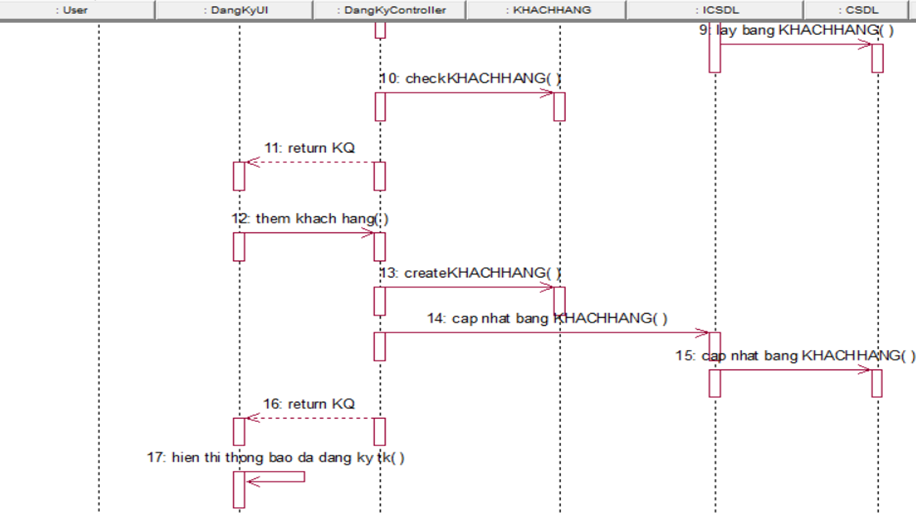 : User
: DangKyUI
: DangKyController
: KHACHHANG
: ICSDL
: CSDL
9: lay bang KHACHHANG( )
10: checkKHACHHANG( )
11: return KQ
12: them khach hang( )
13: createKHACHHANG( )
14: cap nhat bang KHACHHANG( )
15: cap nhat bang KHACHHANG( )
16: return KQ
17: hien thi thong bao da dang ky tk( )